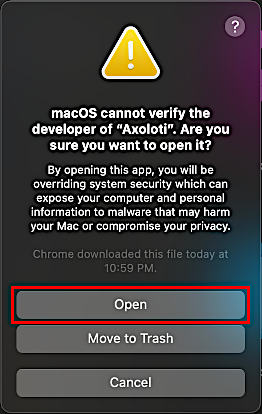 ?
macOS cannot verify the
developer of “Axoloti”. Are you
sure you want to open it?
By opening this app, you will be
overriding system security which can
expose your computer and personal
information to malware that may harm
your Mac or compromise your privacy.
Chrome downloaded this file today at
10:59 PM.
Open
Move to Trash
Cancel